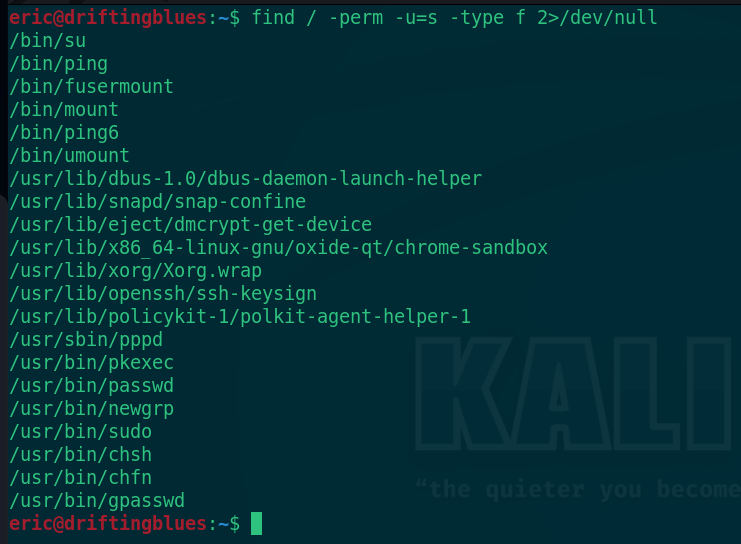 eric@driftingblues:~$ find / -perm -u=s -type f 2>/dev/null
/bin/su
/bin/ping
/bin/fusermount
/bin/mount
/bin/ping6
/bin/umount
/usr/lib/dbus-1.0/dbus-daemon-launch-helper
/usr/lib/snapd/snap-confine
/usr/lib/eject/dmcrypt-get-device
/usr/lib/x86_64-linux-gnu/oxide-qt/chrome-sandbox
/usr/lib/xorg/Xorg.wrap
/usr/lib/openssh/ssh-keysign
/usr/lib/policykit-1/polkit-agent-helper-1
/usr/sbin/pppd
/usr/bin/pkexec
/usr/bin/passwd
/usr/bin/newgrp
/usr/bin/sudo
/usr/bin/chsh
/usr/bin/chfn
/usr/bin/gpasswd
eric@driftingblues:~$
KALI
“the quieter you become